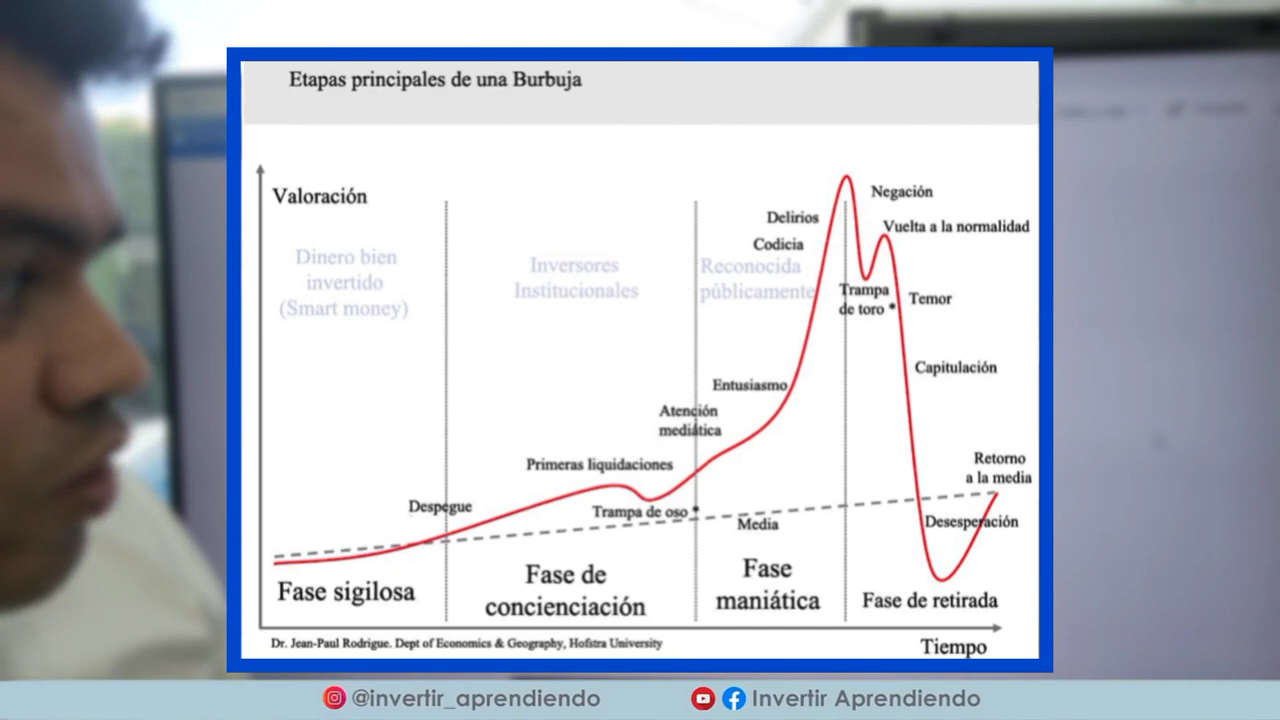 Etapas principales de una Burbuja
Valoración
Dinero bien
invertido
(Smart money)
Inversores
Institucionales
Reconocida
públicamente
Delirios
Codicia
Negación
Vuelta a la normalidad
Trampa
de toro *
Temor
Capitulación
Entusiasmo
Atención
mediática
Primeras liquidaciones
Despegue
Trampa de oso *
Media
Retorno
a la media
Desesperación
Fase sigilosa
Fase de
concienciación
Fase
maniática
Fase de retirada
Dr. Jean-Paul Rodrigue. Dept of Economics & Geography, Hofstra University
Tiempo
@invertir_aprendiendo
Invertir Aprendiendo